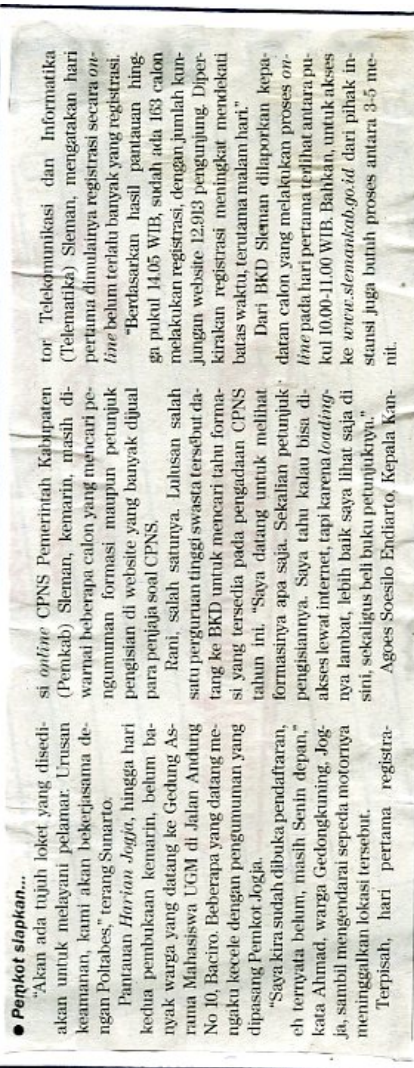 ● Pemkot siapkan...
"Akan ada tujuh loket yang disedi-
akan untuk melayani pelamar. Urusan
keamanan, kami akan bekerjasama de-
ngan Poltabes," terang Sunarto.
Pantauan Harian Jogja, hingga hari
kedua pembukaan kemarin, belum ba-
nyak warga yang datang ke Gedung As-
rama Mahasiswa UGM di Jalan Andung
No 10, Baciro. Beberapa yang datang me-
ngaku kecele dengan pengumuman yang
dipasang Pemkot Jogja.
"Saya kira sudah dibuka pendaftaran,
eh ternyata belum, masih Senin depan,"
kata Ahmad, warga Gedongkuning, Jog-
ja, sambil mengendarai sepeda motornya
meninggalkan lokasi tersebut.
Terpisah, hari pertama registra-
si online CPNS Pemerintah Kabupaten
(Pemkab) Sleman, kemarin, masih di-
warnai beberapa calon yang mencari pe-
ngumuman formasi maupun petunjuk
pengisian di website yang banyak dijual
para penjaja soal CPNS.
Rani, salah satunya. Lulusan salah
satu perguruan tinggi swasta tersebut da-
tang ke BKD untuk mencari tahu forma-
si yang tersedia pada pengadaan CPNS
tahun ini. "Saya datang untuk melihat
formasinya apa saja. Sekalian petunjuk
pengisiannya. Saya tahu kalau bisa di
akses lewat internet, tapi karena loading-
nya lambat, lebih baik saya lihat saja di
sini, sekaligus beli buku petunjuknya."
Agoes Soesilo Endiarto, Kepala Kan-
tor Telekomunikasi dan Informatika
(Telematika) Sleman, mengatakan hari
pertama dimulainya registrasi secara on-
line belum terlalu banyak yang registrasi.
"Berdasarkan hasil pantauan hing-
ga pukul 14.05 WIB, sudah ada 163 calon
melakukan registrasi, dengan jumlah kun-
jungan website 12.913 pengunjung. Diper-
kirakan registrasi meningkat mendekati
batas waktu, terutama malam hari."
Dari BKD Sleman dilaporkan kepa-
datan calon yang melakukan proses on-
line pada hari pertama terlihat antara pu-
kul 10.00-11.00 WIB. Bahkan, untuk akses
ke www.slemankab.go.id dari pihak in-
stansi juga butuh proses antara 3-5 me-
nit.